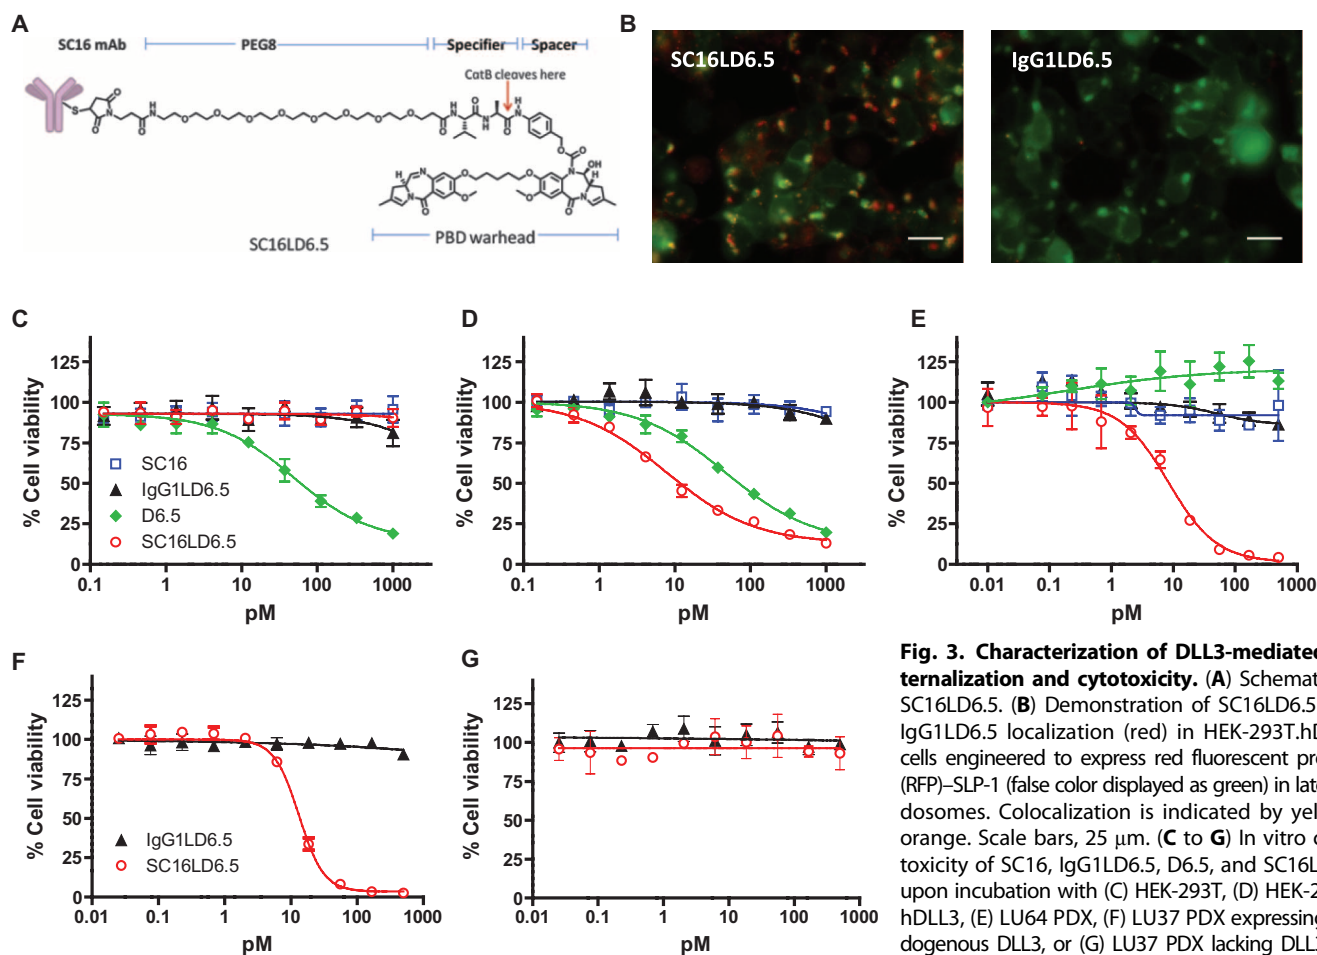 A
SC16 mAb PEG8 Specifier Spacer
CatB cleaves here
SC16LD6.5
PBD warhead
B
SC16LD6.5
IgG1LD6.5
C
% Cell viability
125
100
75
50
25
0
SC16
IgG1LD6.5
D6.5
SC16LD6.5
0.1 1 10 100 1000
pM
D
% Cell viability
125
100
75
50
25
0
0.1 1 10 100 1000
pM
E
% Cell viability
125
100
75
50
25
0
0.01 0.1 1 10 100 1000
pM
F
% Cell viability
125
100
75
50
25
0
IgG1LD6.5
SC16LD6.5
0.01 0.1 1 10 100 1000
pM
G
% Cell viability
125
100
75
50
25
0
0.01 0.1 1 10 100 1000
pM
Fig. 3. Characterization of DLL3-mediated
ternalization and cytotoxicity. (A) Schemat
SC16LD6.5. (B) Demonstration of SC16LD6.5
IgG1LD6.5 localization (red) in HEK-293T.hD
cells engineered to express red fluorescent pro
(RFP)–SLP-1 (false color displayed as green) in late
dosomes. Colocalization is indicated by yel
orange. Scale bars, 25 μm. (C to G) In vitro c
toxicity of SC16, IgG1LD6.5, D6.5, and SC16L
upon incubation with (C) HEK-293T, (D) HEK-2
hDLL3, (E) LU64 PDX, (F) LU37 PDX expressing
dogenous DLL3, or (G) LU37 PDX lacking DLL3